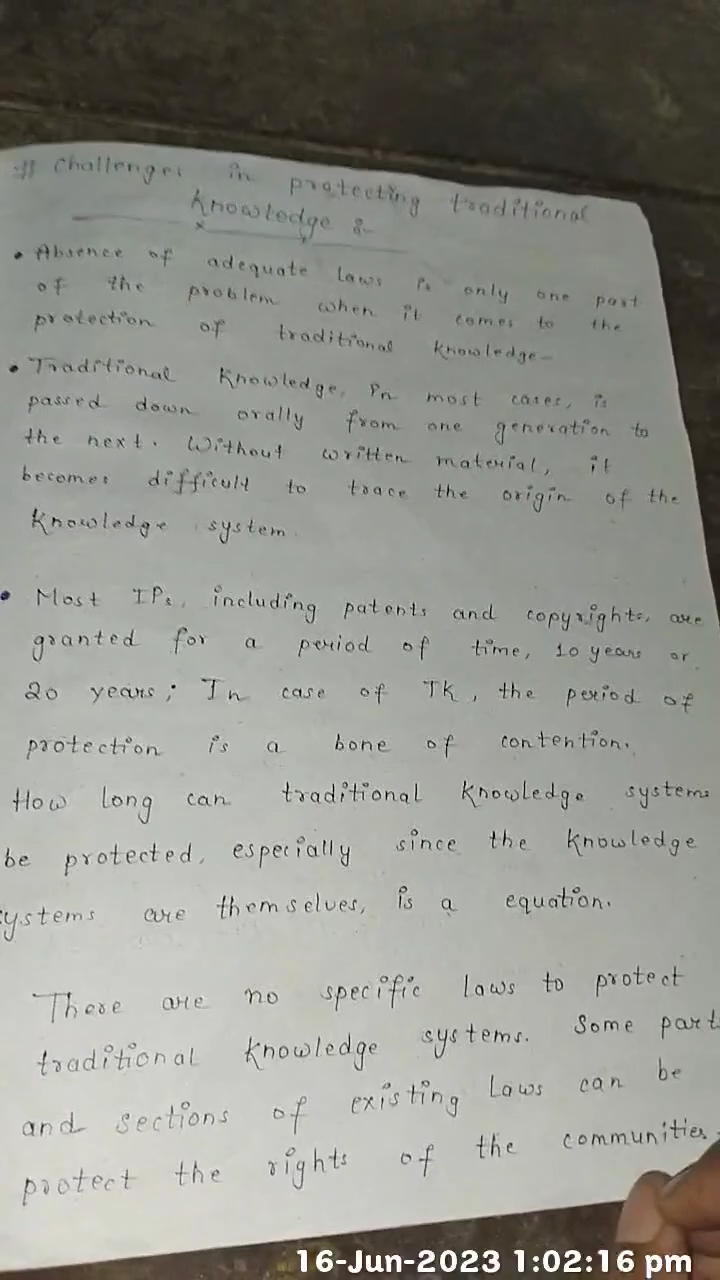 :// Challenges in protecting traditional
Knowledge :-
• Absence of adequate laws is only one part
of the problem when it comes to the
protection of traditional Knowledge-
• Traditional Knowledge, in most cases, is
passed down orally from one generation to
the next. Without written material, it
becomes difficult to trace the origin of the
Knowledge system.
• Most IPs, including patents and copyrights, are
granted for a period of time, 10 years or
20 years; In case of TK, the period of
protection is a bone of contention.
How long can traditional Knowledge systems
be protected, especially since the Knowledge
ystems are themselves, is a equation.
There are no specific laws to protect
traditional Knowledge systems. Some part
and sections of existing Laws can be
protect the rights of the communities.
16-Jun-2023 1:02:16 pm